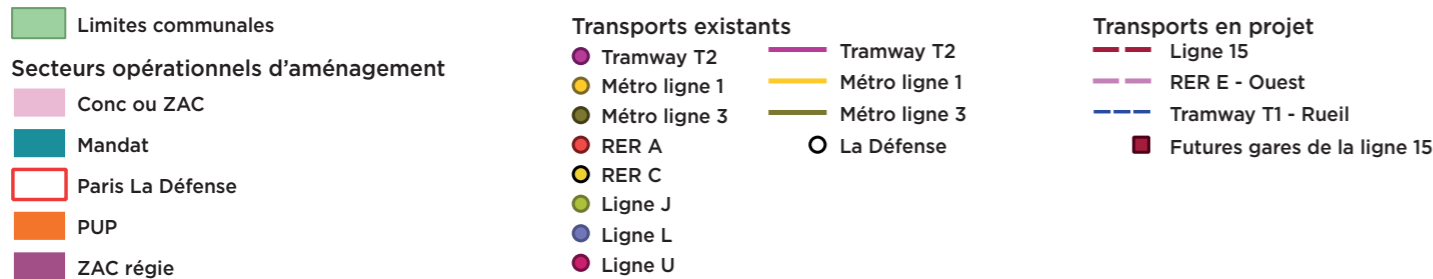 Limites communales
Secteurs opérationnels d’aménagement
Conc ou ZAC
Mandat
Paris La Défense
PUP
ZAC régie
Transports existants
Tramway T2
Métro ligne 1
Métro ligne 3
RER A
RER C
Ligne J
Ligne L
Ligne U
Tramway T2
Métro ligne 1
Métro ligne 3
La Défense
Transports en projet
Ligne 15
RER E - Ouest
Tramway T1 - Rueil
Futures gares de la ligne 15